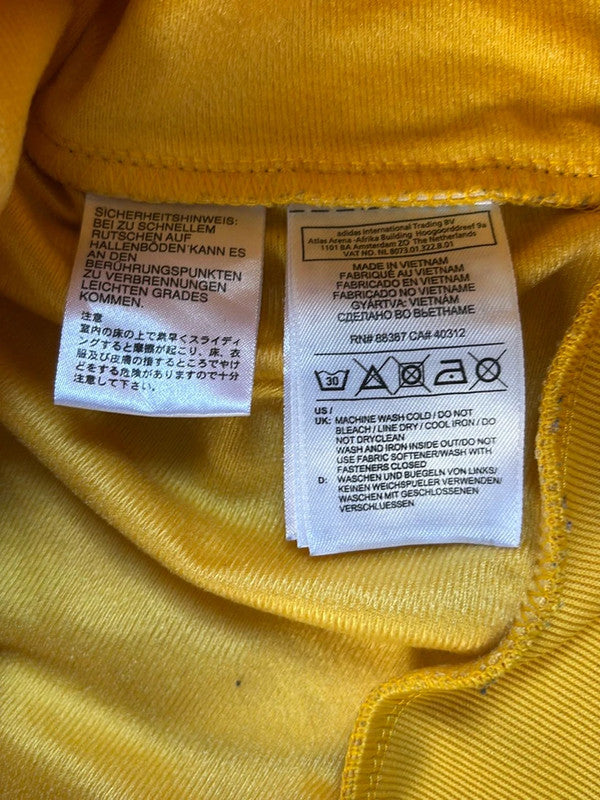 SICHERHEITSHINWEIS:
BEI ZU SCHNELLEM
RUTSCHEN AUF
HALLENBÖDEN KANN ES
AN DEN
BERÜHRUNGSPUNKTEN
ZU VERBRENNUNGEN
LEICHTEN GRADES
KOMMEN.
注意
室内の床の上で素早くスライディ
ングすると摩擦が起こり、床、衣
服及び皮膚の接するところでやけ
どをする危険がありますので十分
注意して下さい。
adidas International Trading BV
Atlas Arena -Afrika Building Hoogoorddreef 9a
1101 BA Amsterdam ZO The Netherlands
VAT NO. NL8073.01.322.B.01
MADE IN VIETNAM
FABRIQUÉ AU VIETNAM
FABRICADO EN VIETNAM
FABRICADO NO VIETNAME
GYÁRTVA: VIETNÁM
СДЕЛАНО ВО ВЬЕТНАМЕ
RN# 88387 CA# 40312
30
US /
UK: MACHINE WASH COLD / DO NOT
BLEACH / LINE DRY / COOL IRON / DO
NOT DRYCLEAN
WASH AND IRON INSIDE OUT/DO NOT
USE FABRIC SOFTENER/WASH WITH
FASTENERS CLOSED
D: WASCHEN UND BUEGELN VON LINKS/
KEINEN WEICHSPUELER VERWENDEN/
WASCHEN MIT GESCHLOSSENEN
VERSCHLUESSEN